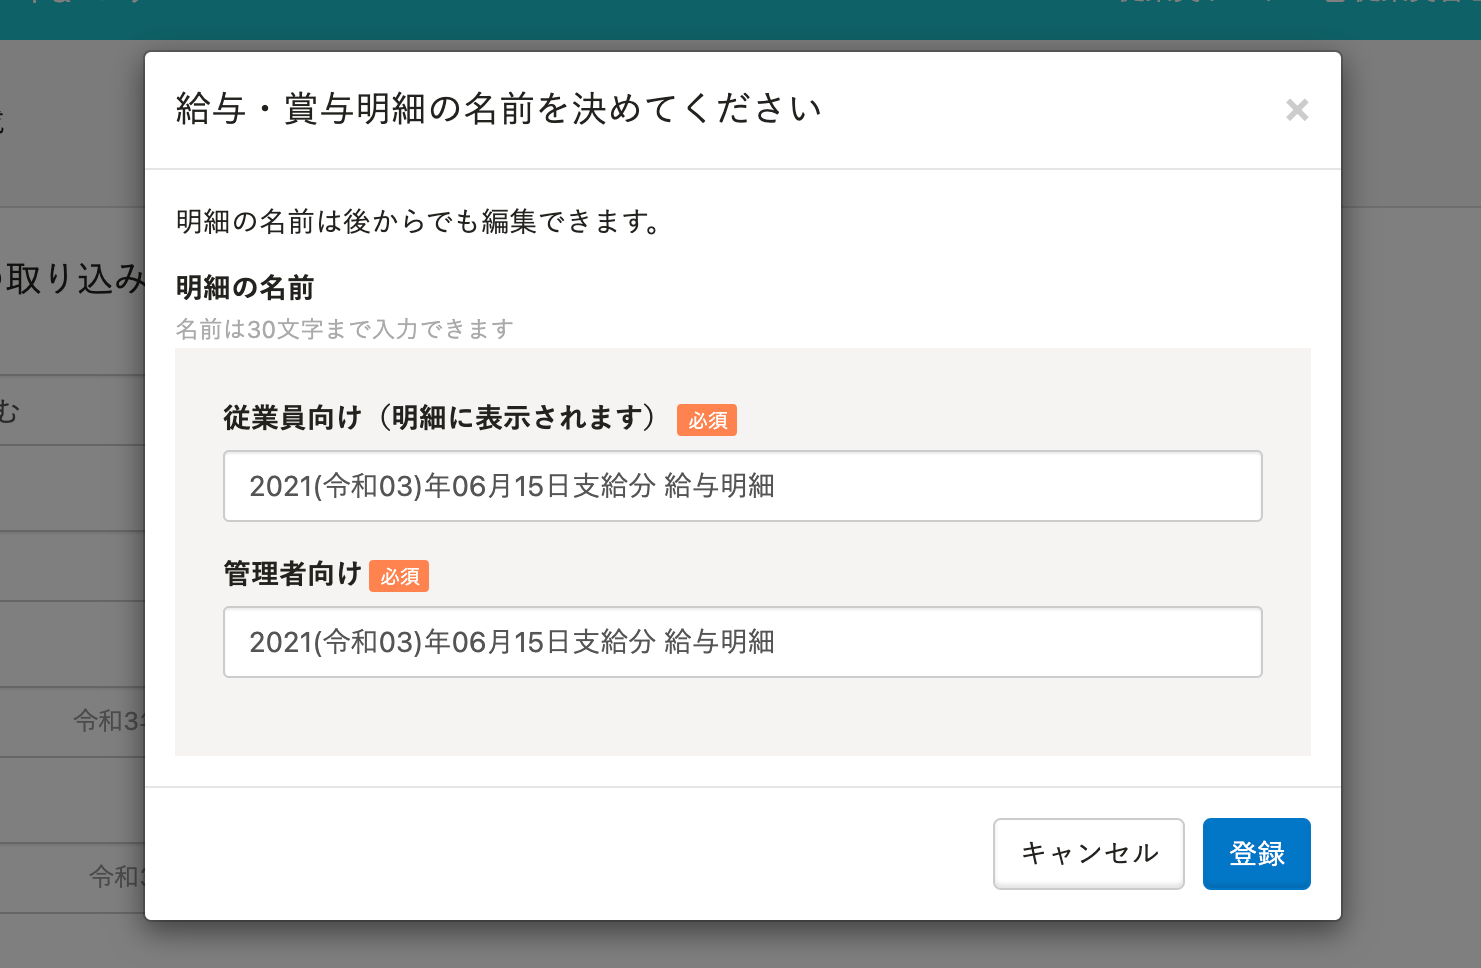 給与・賞与明細の名前を決めてください
×
明細の名前は後からでも編集できます。
明細の名前
名前は30文字まで入力できます
従業員向け（明細に表示されます） 必須
2021(令和03)年06月15日支給分 給与明細
管理者向け 必須
2021(令和03)年06月15日支給分 給与明細
キャンセル 登録
取り込み
む
令和3
令和